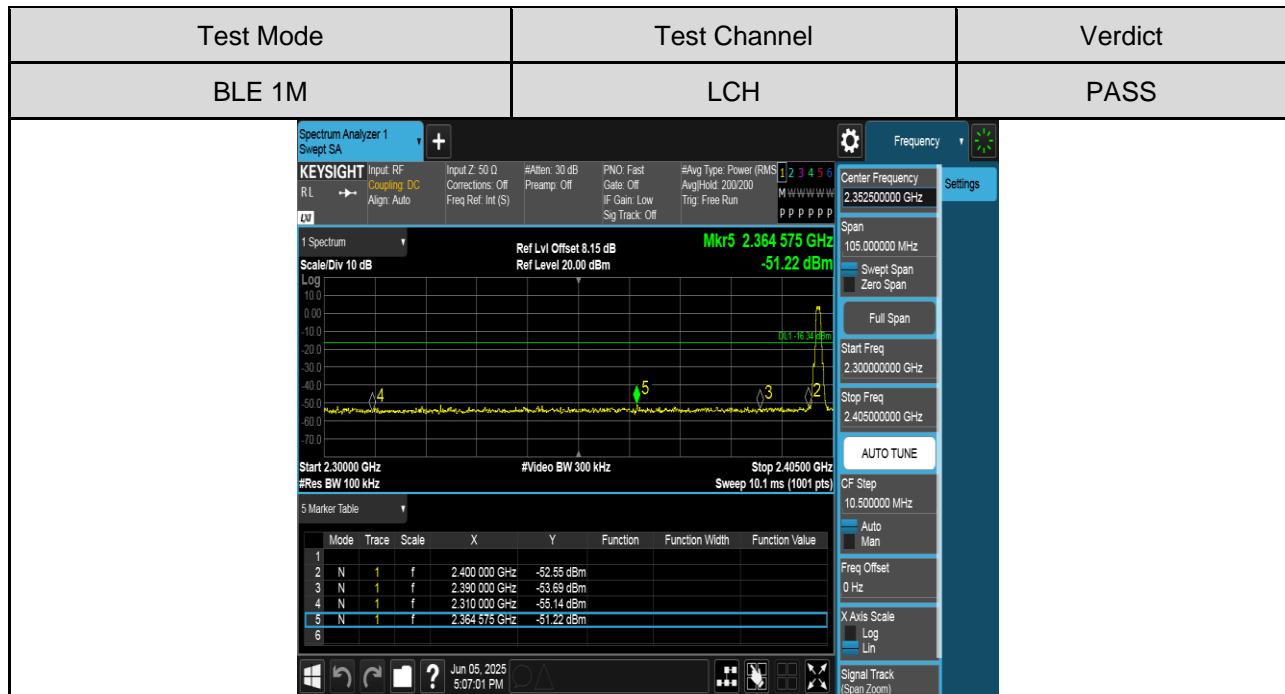 Test Mode Test Channel Verdict
BLE 1M LCH PASS
Spectrum Analyzer 1
Swept SA
+
Frequency
KEYSIGHT
RL
LXI
Input: RF
Coupling: DC
Align: Auto
Input Z: 50 Ω
Corrections: Off
Freq Ref: Int (S)
#Atten: 30 dB
Preamp: Off
PNO: Fast
Gate: Off
IF Gain: Low
Sig Track: Off
#Avg Type: Power (RMS
Avg|Hold: 200/200
Trig: Free Run
1 2 3 4 5 6
M W W W W W
P P P P P P
1 Spectrum
Scale/Div 10 dB
Ref Lvl Offset 8.15 dB
Ref Level 20.00 dBm
Mkr5 2.364 575 GHz
-51.22 dBm
Log
10.0
0.00
-10.0
-20.0
-30.0
-40.0
-50.0
-60.0
-70.0
DL1 -16.34 dBm
4
5
3
2
Start 2.30000 GHz
#Res BW 100 kHz
#Video BW 300 kHz
Stop 2.40500 GHz
Sweep 10.1 ms (1001 pts)
5 Marker Table
Mode Trace Scale X Y Function Function Width Function Value
1
2 N 1 f 2.400 000 GHz -52.55 dBm
3 N 1 f 2.390 000 GHz -53.69 dBm
4 N 1 f 2.310 000 GHz -55.14 dBm
5 N 1 f 2.364 575 GHz -51.22 dBm
6
?
Jun 05, 2025
5:07:01 PM
Center Frequency
2.352500000 GHz
Settings
Span
105.000000 MHz
Swept Span
Zero Span
Full Span
Start Freq
2.300000000 GHz
Stop Freq
2.405000000 GHz
AUTO TUNE
CF Step
10.500000 MHz
Auto
Man
Freq Offset
0 Hz
X Axis Scale
Log
Lin
Signal Track
(Span Zoom)